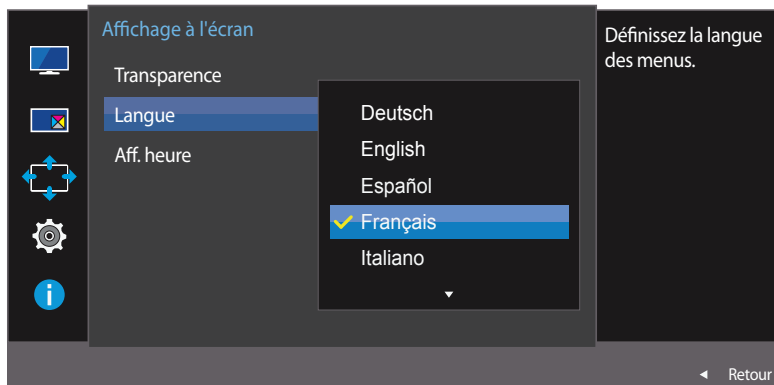 Affichage à l'écran
Transparence
Langue
Aff. heure
Deutsch
English
Español
Français
Italiano
Définissez la langue
des menus.
Retour